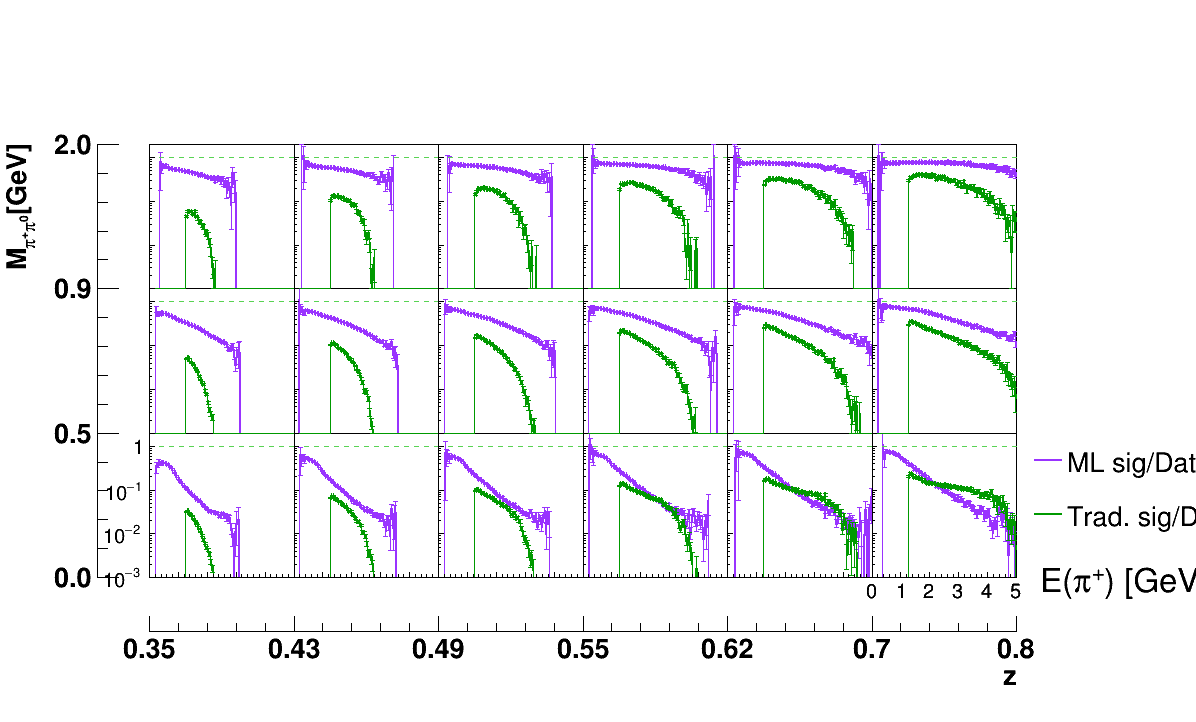 2.0
M_{π⁺π⁰}[GeV]
0.9
0.5
1
10⁻¹
ML sig/Dat
10⁻²
Trad. sig/D
0.0
10⁻³
E(π⁺) [GeV
0 1 2 3 4 5
0.35 0.43 0.49 0.55 0.62 0.7 0.8
z